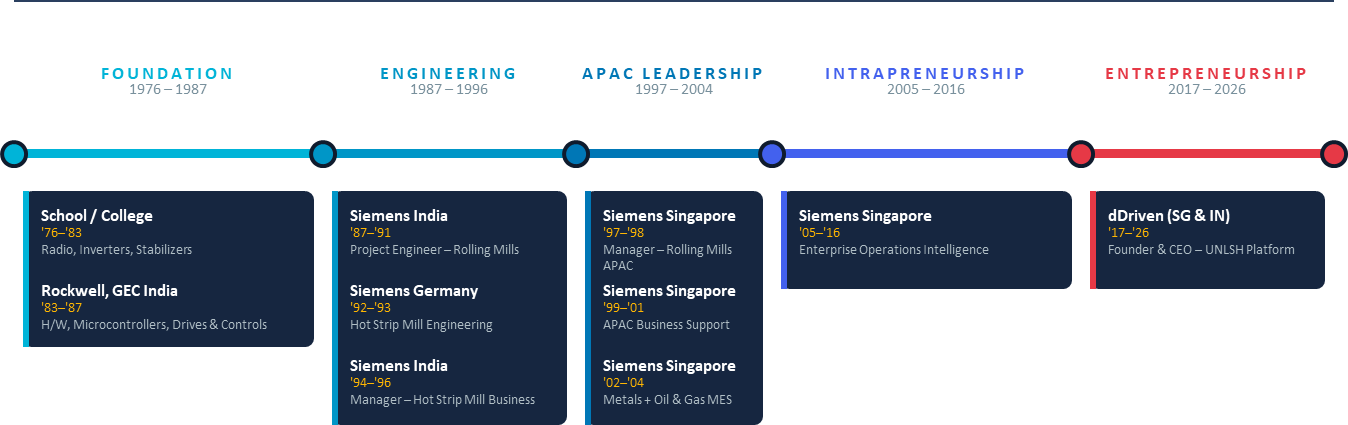 FOUNDATION
1976 – 1987
ENGINEERING
1987 – 1996
APAC LEADERSHIP
1997 – 2004
INTRAPRENEURSHIP
2005 – 2016
ENTREPRENEURSHIP
2017 – 2026
School / College
'76–'83
Radio, Inverters, Stabilizers
Rockwell, GEC India
'83–'87
H/W, Microcontrollers, Drives & Controls
Siemens India
'87–'91
Project Engineer – Rolling Mills
Siemens Germany
'92–'93
Hot Strip Mill Engineering
Siemens India
'94–'96
Manager – Hot Strip Mill Business
Siemens Singapore
'97–'98
Manager – Rolling Mills
APAC
Siemens Singapore
'99–'01
APAC Business Support
Siemens Singapore
'02–'04
Metals + Oil & Gas MES
Siemens Singapore
'05–'16
Enterprise Operations Intelligence
dDriven (SG & IN)
'17–'26
Founder & CEO – UNLSH Platform